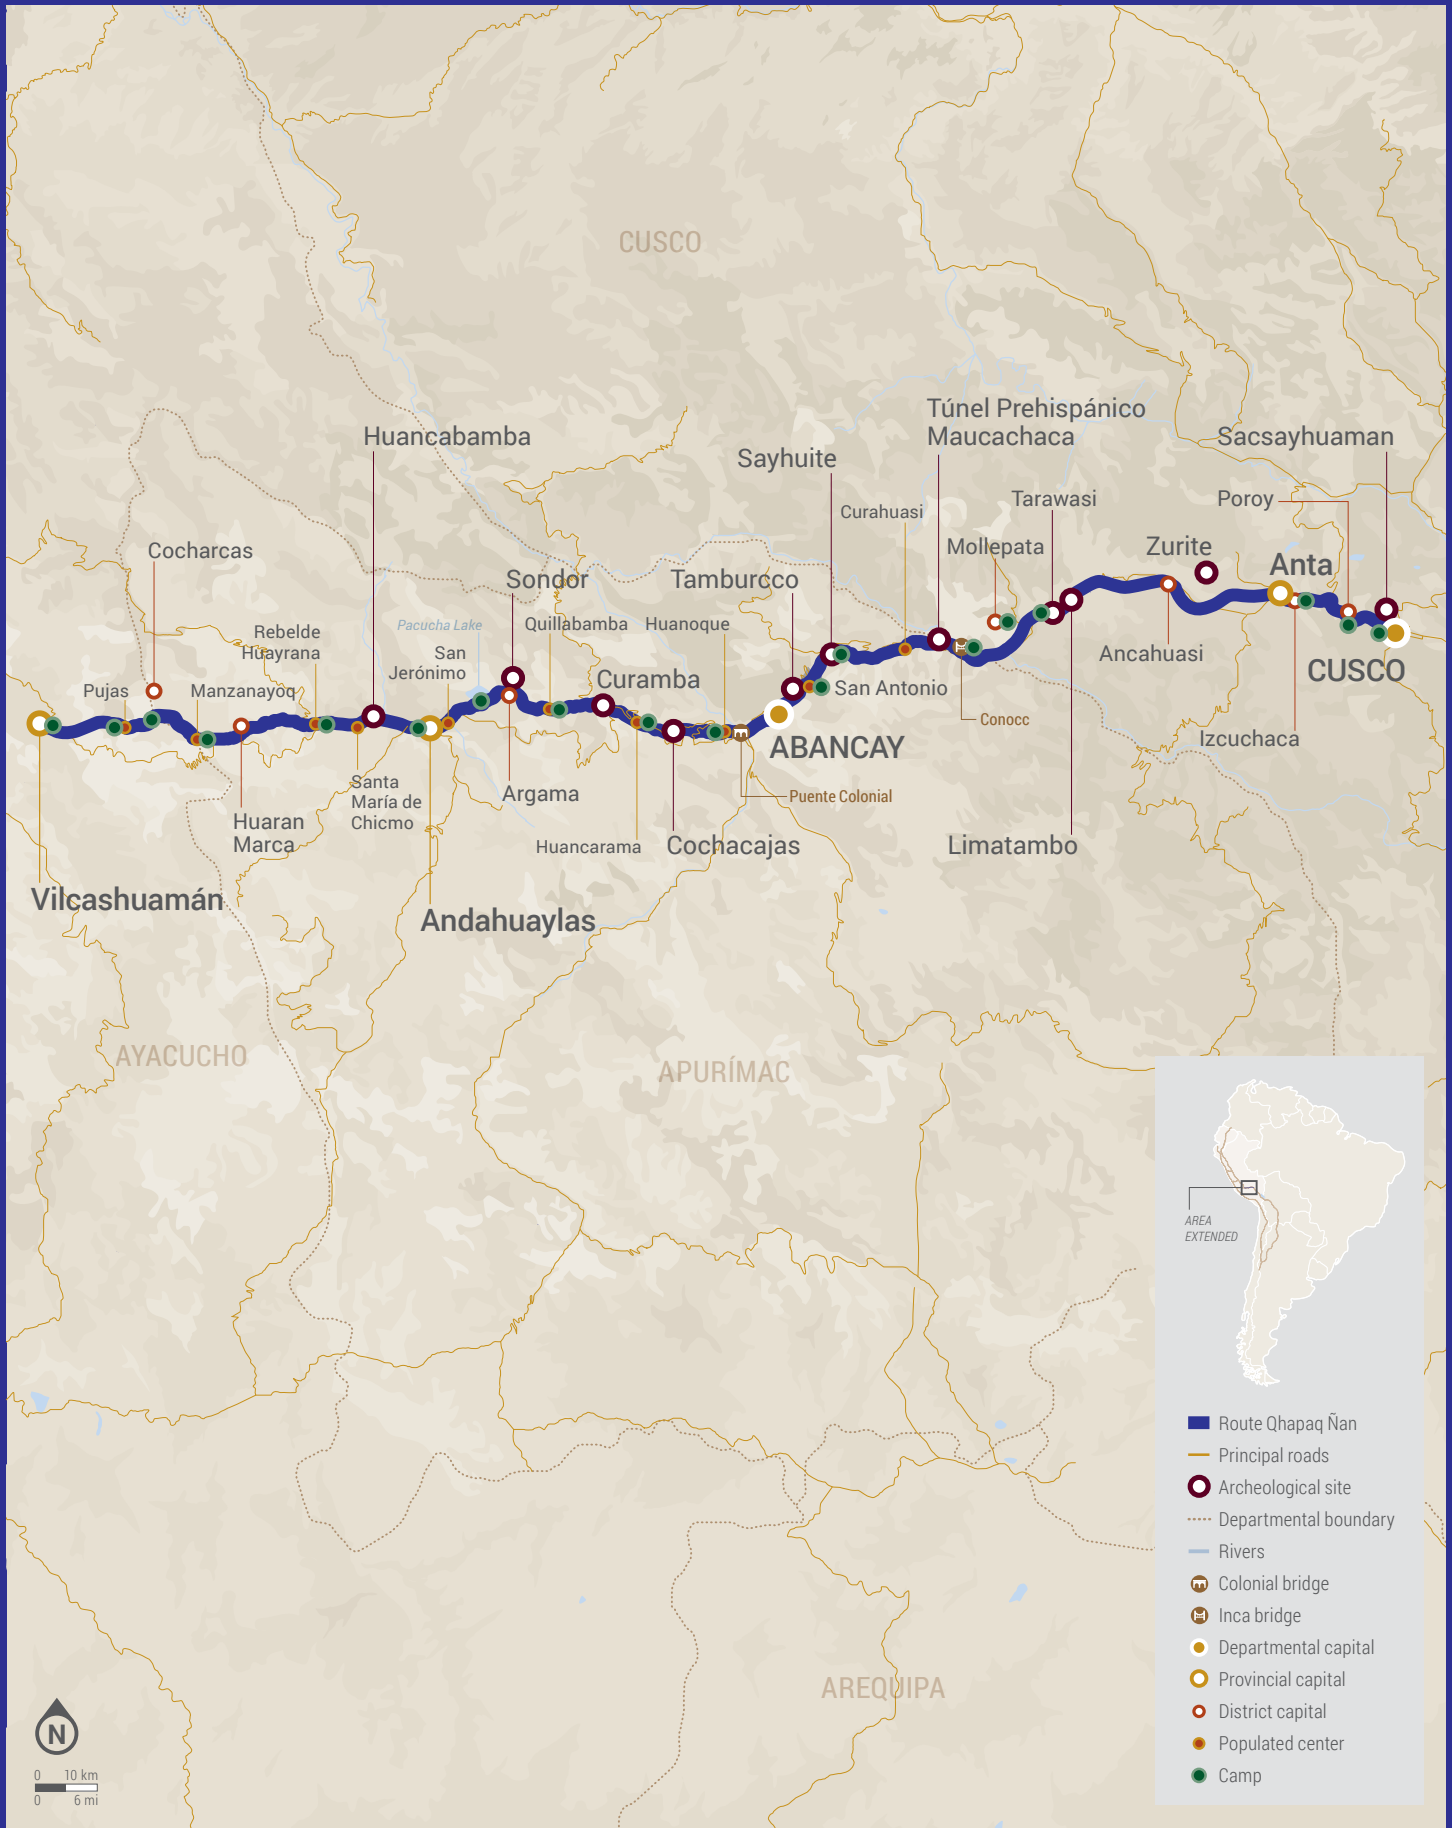 CUSCO
Túnel Prehispánico
Maucachaca
Huancabamba
Sacsayhuaman
Sayhuite
Tarawasi
Poroy
Curahuasi
Cocharcas
Mollepata
Zurite
Anta
Sondor
Tamburcco
Pacucha Lake
Quillabamba
Huanoque
Rebelde
Huayrana
San
Jerónimo
Ancahuasi
CUSCO
Pujas
Manzanayoq
Curamba
San Antonio
Conocc
Izcuchaca
ABANCAY
Santa
María de
Chicmo
Argama
Puente Colonial
Huaran
Marca
Huancarama
Cochacajas
Limatambo
Vilcashuamán
Andahuaylas
AYACUCHO
APURÍMAC
AREQUIPA
AREA
EXTENDED
Route Qhapaq Ñan
Principal roads
Archeological site
Departmental boundary
Rivers
Colonial bridge
Inca bridge
Departmental capital
Provincial capital
District capital
Populated center
Camp
N
0 10 km
0 6 mi